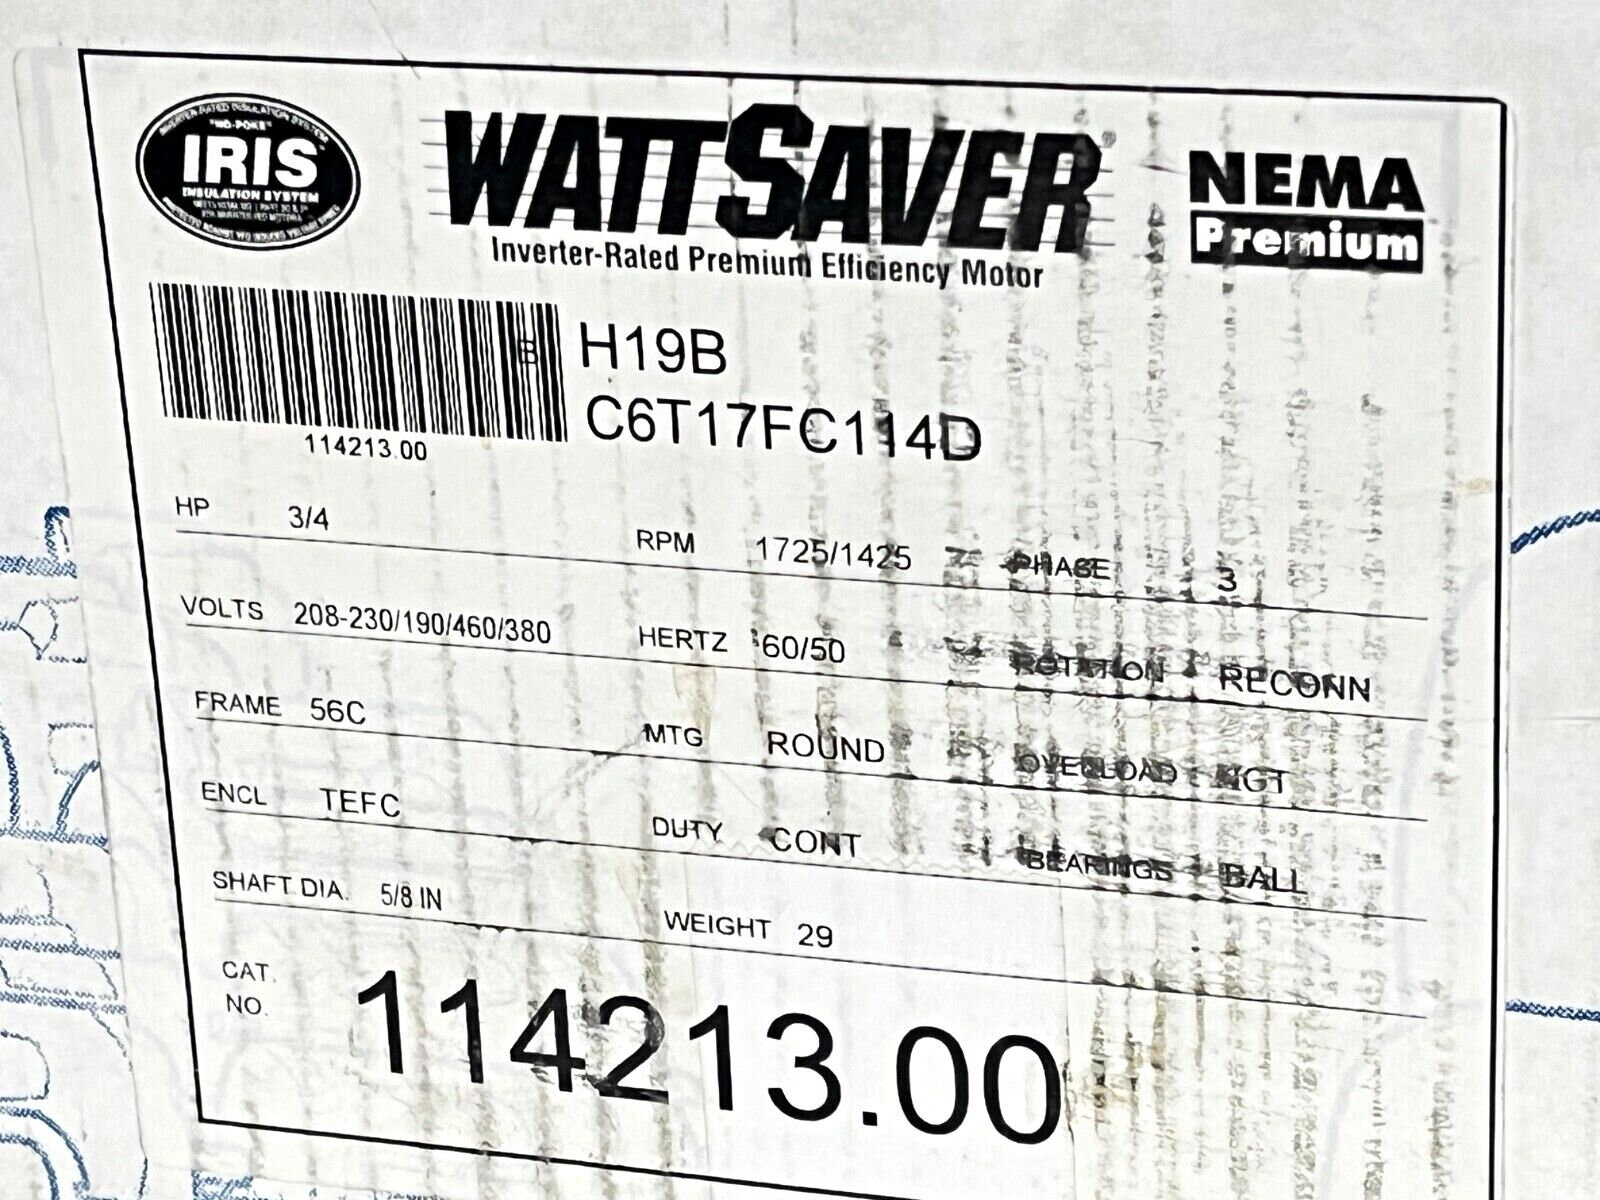 "NO-POKE"
IRIS
INSULATION SYSTEM
WATTSAVER®
Inverter-Rated Premium Efficiency Motor
NEMA
Premium
B
H19B
C6T17FC114D
114213.00
HP 3/4 RPM 1725/1425 PHASE 3
VOLTS 208-230/190/460/380 HERTZ 60/50 ROTATION RECONN
FRAME 56C MTG ROUND OVERLOAD
ENCL TEFC DUTY CONT BEARINGS BALL
SHAFT DIA. 5/8 IN WEIGHT 29
CAT. NO. 114213.00